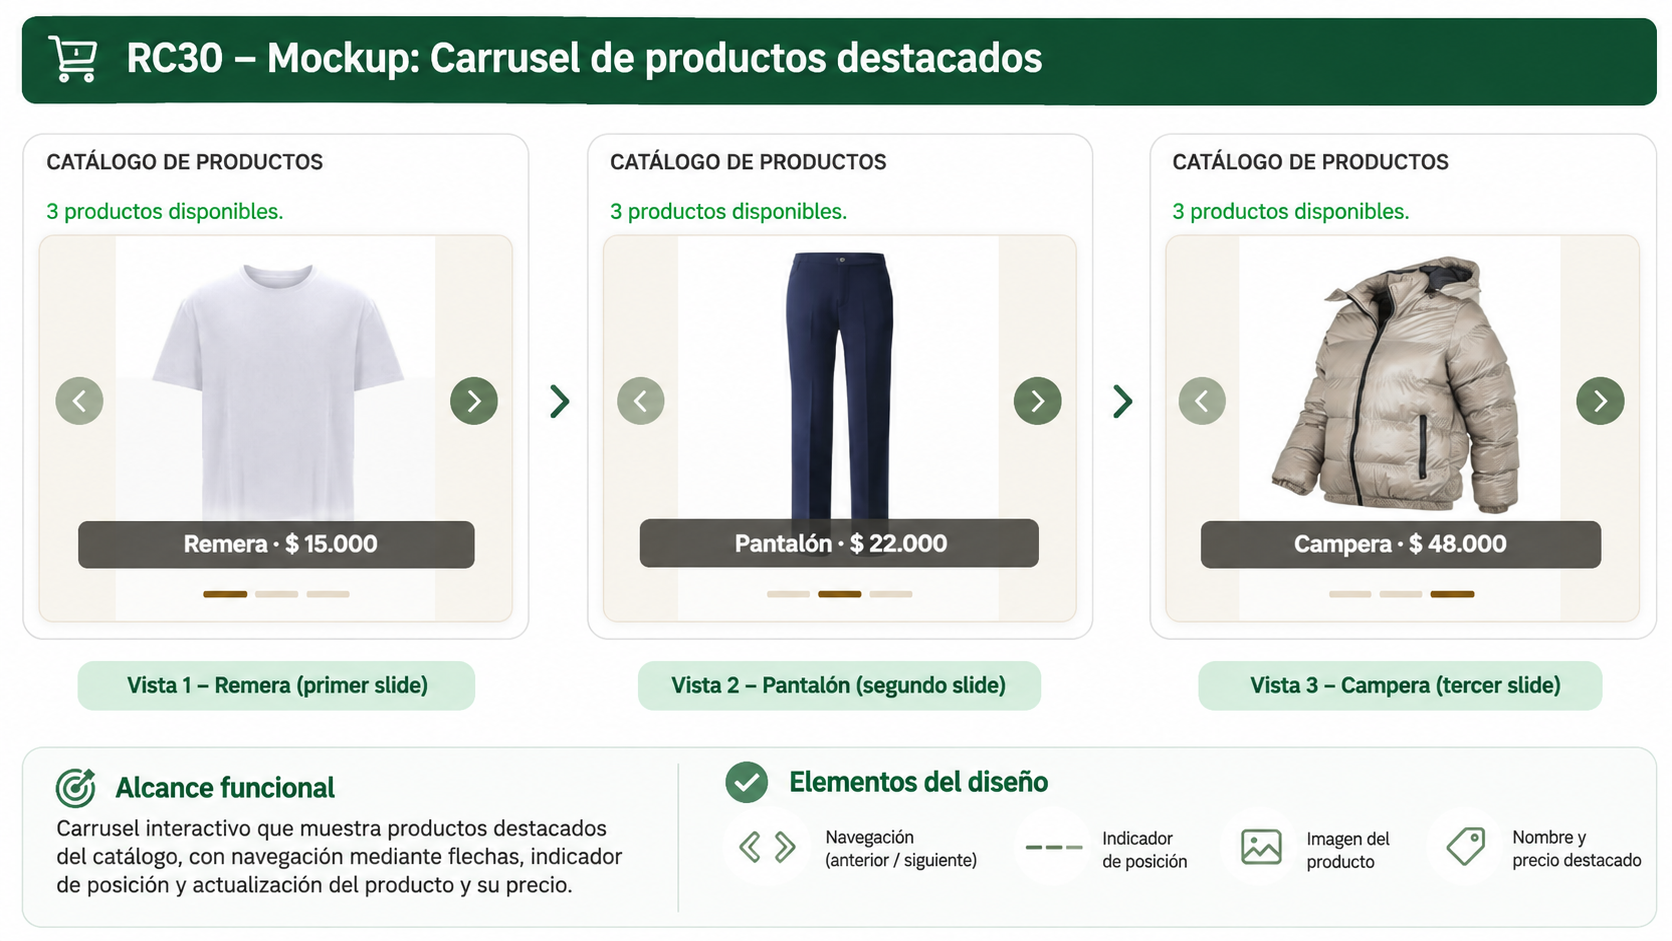 RC30 – Mockup: Carrusel de productos destacados
CATÁLOGO DE PRODUCTOS
3 productos disponibles.
Remera · $ 15.000
Vista 1 – Remera (primer slide)
CATÁLOGO DE PRODUCTOS
3 productos disponibles.
Pantalón · $ 22.000
Vista 2 – Pantalón (segundo slide)
CATÁLOGO DE PRODUCTOS
3 productos disponibles.
Campera · $ 48.000
Vista 3 – Campera (tercer slide)
Alcance funcional
Carrusel interactivo que muestra productos destacados
del catálogo, con navegación mediante flechas, indicador
de posición y actualización del producto y su precio.
Elementos del diseño
Navegación
(anterior / siguiente)
Indicador
de posición
Imagen del
producto
Nombre y
precio destacado